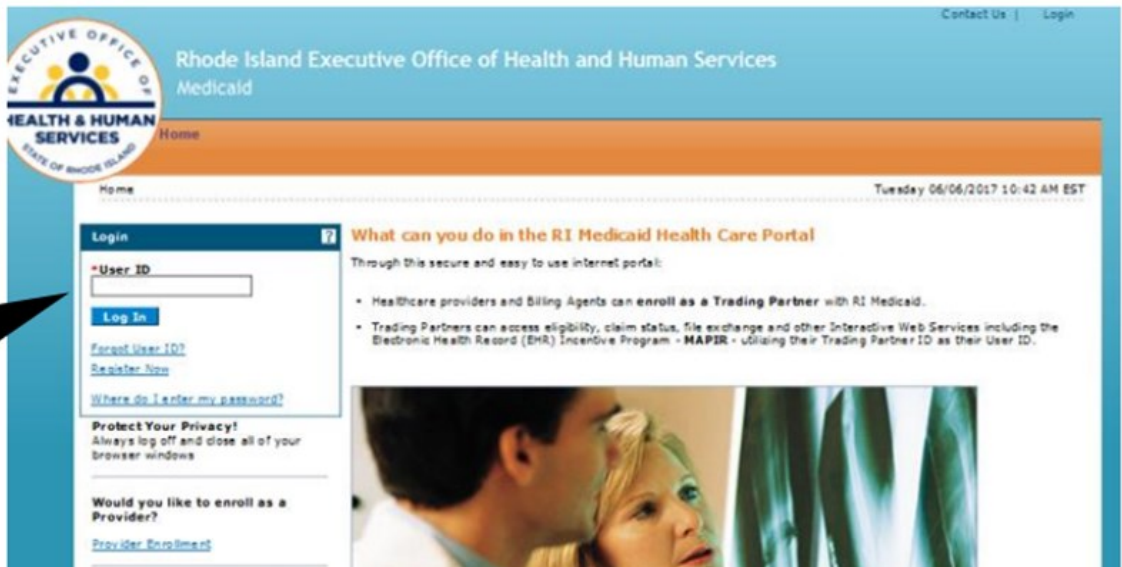 Contact Us | Login
EXECUTIVE OFFICE OF
HEALTH & HUMAN
SERVICES
STATE OF RHODE ISLAND
Rhode Island Executive Office of Health and Human Services
Medicaid
Home
Home
Tuesday 06/06/2017 10:42 AM EST
Login ?
*User ID
Log In
Forgot User ID?
Register Now
Where do I enter my password?
Protect Your Privacy!
Always log off and close all of your
browser windows
Would you like to enroll as a
Provider?
Provider Enrollment
What can you do in the RI Medicaid Health Care Portal
Through this secure and easy to use internet portal:
• Healthcare providers and Billing Agents can enroll as a Trading Partner with RI Medicaid.
• Trading Partners can access eligibility, claim status, file exchange and other Interactive Web Services including the
Electronic Health Record (EHR) Incentive Program - MAPIR - utilizing their Trading Partner ID as their User ID.